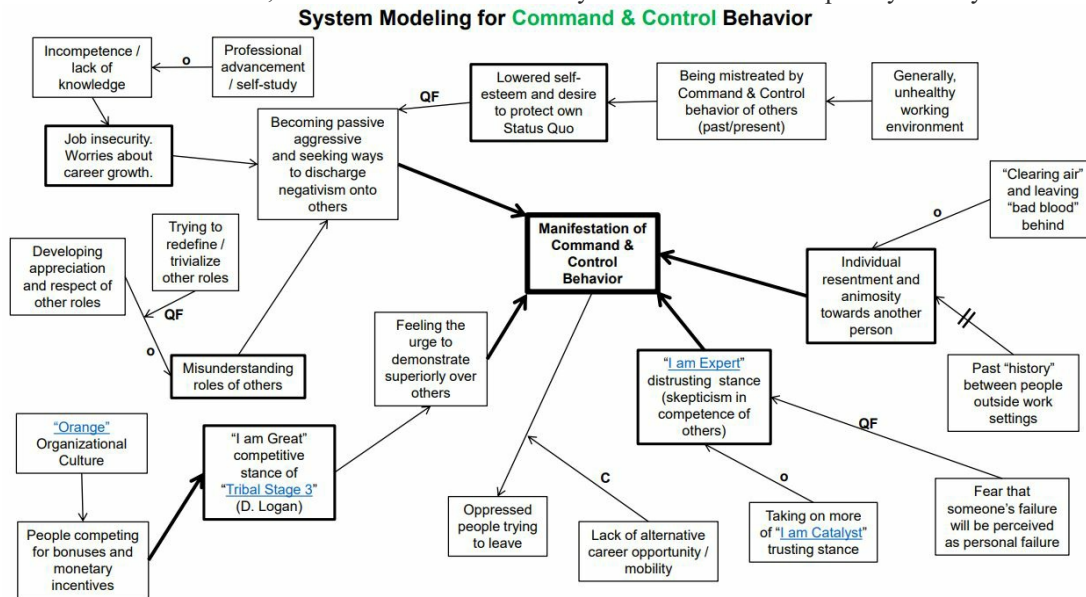 System Modeling for Command & Control Behavior
Incompetence /
lack of
knowledge
o
Professional
advancement
/ self-study
Job insecurity.
Worries about
career growth.
Becoming passive
aggressive
and seeking ways
to discharge
negativism onto
others
QF
Lowered self-
esteem and desire
to protect own
Status Quo
Being mistreated by
Command & Control
behavior of others
(past/present)
Generally,
unhealthy
working
environment
“Clearing air”
and leaving
“bad blood”
behind
o
Manifestation of
Command &
Control
Behavior
Individual
resentment and
animosity
towards another
person
Past “history”
between people
outside work
settings
Developing
appreciation
and respect of
other roles
Trying to
redefine /
trivialize
other roles
QF
o
Misunderstanding
roles of others
Feeling the
urge to
demonstrate
superiorly over
others
“I am Expert”
distrusting stance
(skepticism in
competence of
others)
QF
“Orange”
Organizational
Culture
“I am Great”
competitive
stance of
“Tribal Stage 3”
(D. Logan)
People competing
for bonuses and
monetary
incentives
Oppressed
people trying
to leave
C
Lack of alternative
career opportunity /
mobility
o
Taking on more
of “I am Catalyst”
trusting stance
Fear that
someone’s failure
will be perceived
as personal failure